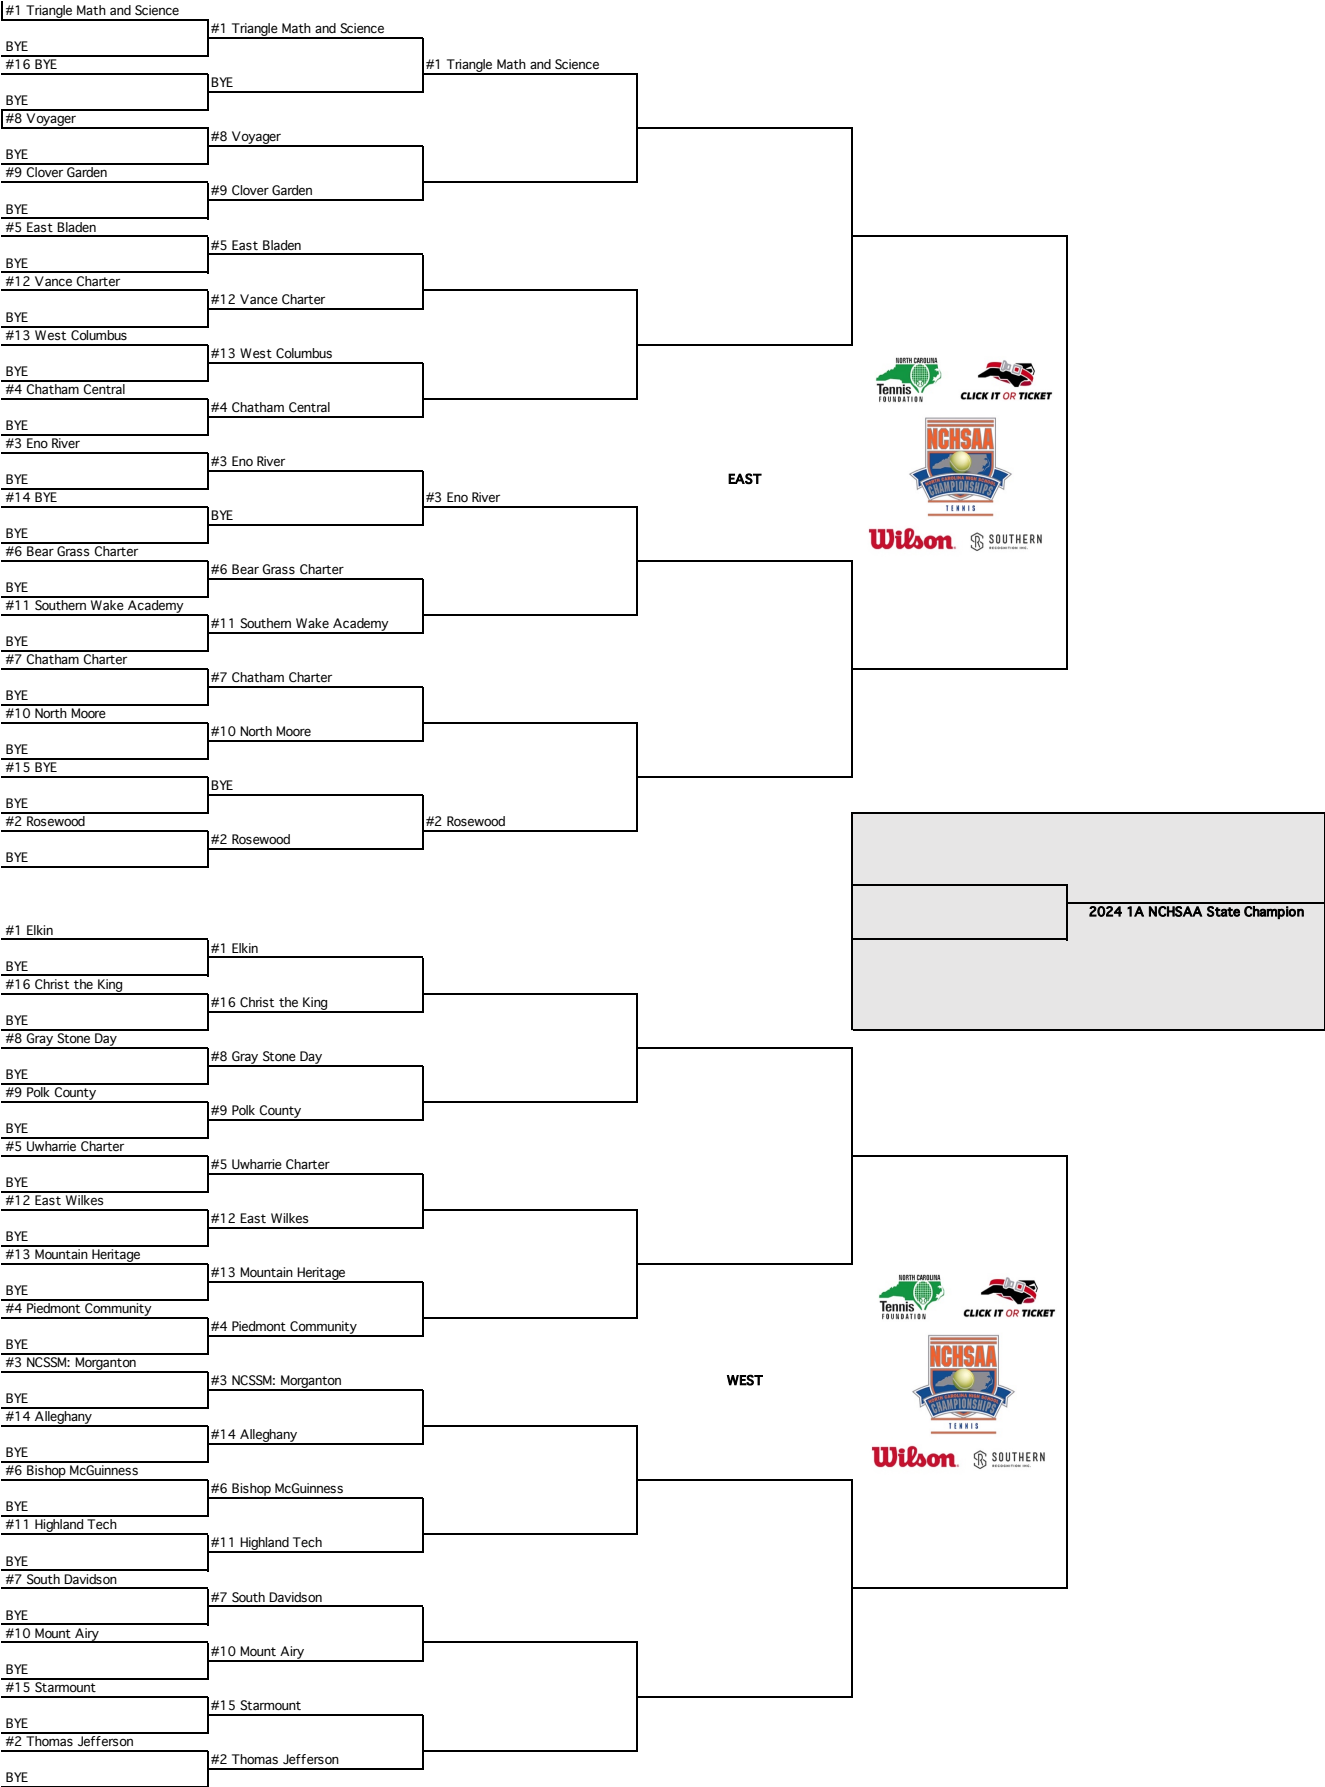 #1 Triangle Math and Science
#1 Triangle Math and Science
BYE
#16 BYE
#1 Triangle Math and Science
BYE
BYE
#8 Voyager
#8 Voyager
BYE
#9 Clover Garden
#9 Clover Garden
BYE
#5 East Bladen
#5 East Bladen
BYE
#12 Vance Charter
#12 Vance Charter
BYE
#13 West Columbus
#13 West Columbus
BYE
#4 Chatham Central
#4 Chatham Central
BYE
#3 Eno River
#3 Eno River
BYE
#14 BYE
#3 Eno River
BYE
BYE
#6 Bear Grass Charter
#6 Bear Grass Charter
BYE
#11 Southern Wake Academy
#11 Southern Wake Academy
BYE
#7 Chatham Charter
#7 Chatham Charter
BYE
#10 North Moore
#10 North Moore
BYE
#15 BYE
BYE
BYE
#2 Rosewood
#2 Rosewood
#2 Rosewood
BYE
EAST
NORTH CAROLINA
Tennis
FOUNDATION
CLICK IT OR TICKET
NCHSAA
NORTH CAROLINA HIGH SCHOOL
CHAMPIONSHIPS
TENNIS
Wilson
SOUTHERN
RECOGNITION INC.
2024 1A NCHSAA State Champion
#1 Elkin
#1 Elkin
BYE
#16 Christ the King
#16 Christ the King
BYE
#8 Gray Stone Day
#8 Gray Stone Day
BYE
#9 Polk County
#9 Polk County
BYE
#5 Uwharrie Charter
#5 Uwharrie Charter
BYE
#12 East Wilkes
#12 East Wilkes
BYE
#13 Mountain Heritage
#13 Mountain Heritage
BYE
#4 Piedmont Community
#4 Piedmont Community
BYE
#3 NCSSM: Morganton
#3 NCSSM: Morganton
BYE
#14 Alleghany
#14 Alleghany
BYE
#6 Bishop McGuinness
#6 Bishop McGuinness
BYE
#11 Highland Tech
#11 Highland Tech
BYE
#7 South Davidson
#7 South Davidson
BYE
#10 Mount Airy
#10 Mount Airy
BYE
#15 Starmount
#15 Starmount
BYE
#2 Thomas Jefferson
#2 Thomas Jefferson
BYE
WEST
NORTH CAROLINA
Tennis
FOUNDATION
CLICK IT OR TICKET
NCHSAA
NORTH CAROLINA HIGH SCHOOL
CHAMPIONSHIPS
TENNIS
Wilson
SOUTHERN
RECOGNITION INC.